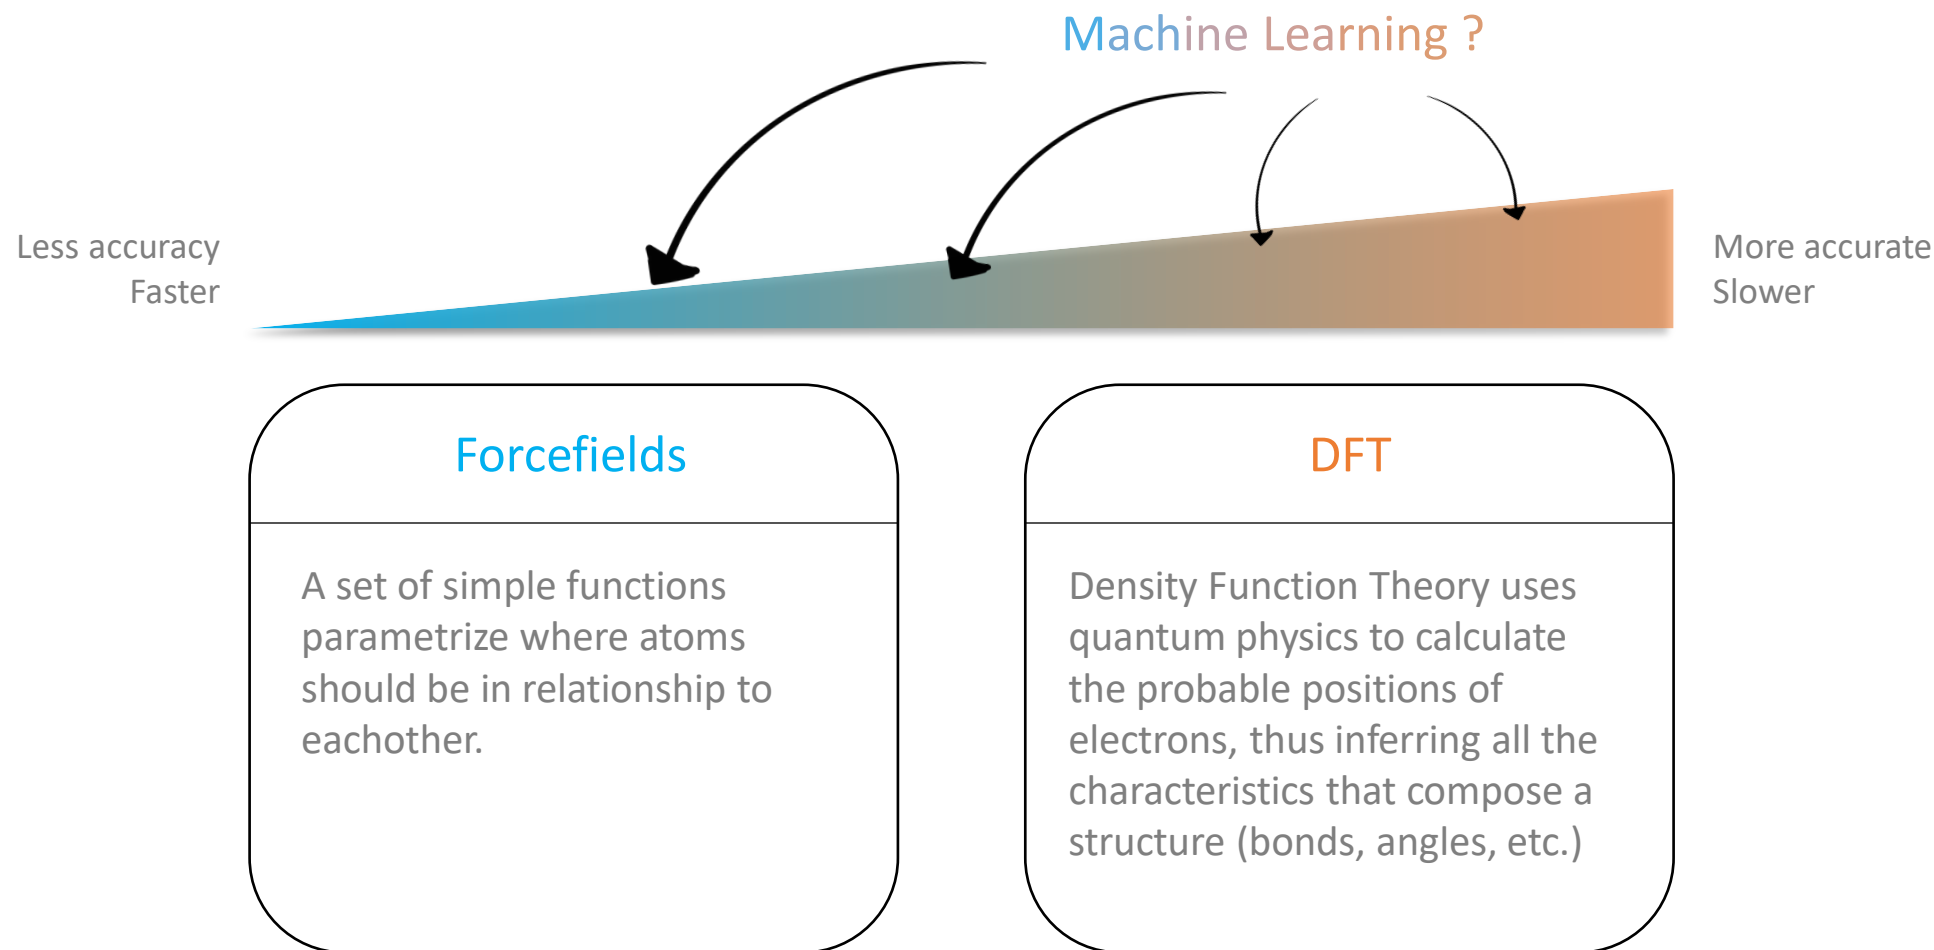 Machine Learning ?
Less accuracy
Faster
More accurate
Slower
Forcefields
A set of simple functions
parametrize where atoms
should be in relationship to
eachother.
DFT
Density Function Theory uses
quantum physics to calculate
the probable positions of
electrons, thus inferring all the
characteristics that compose a
structure (bonds, angles, etc.)